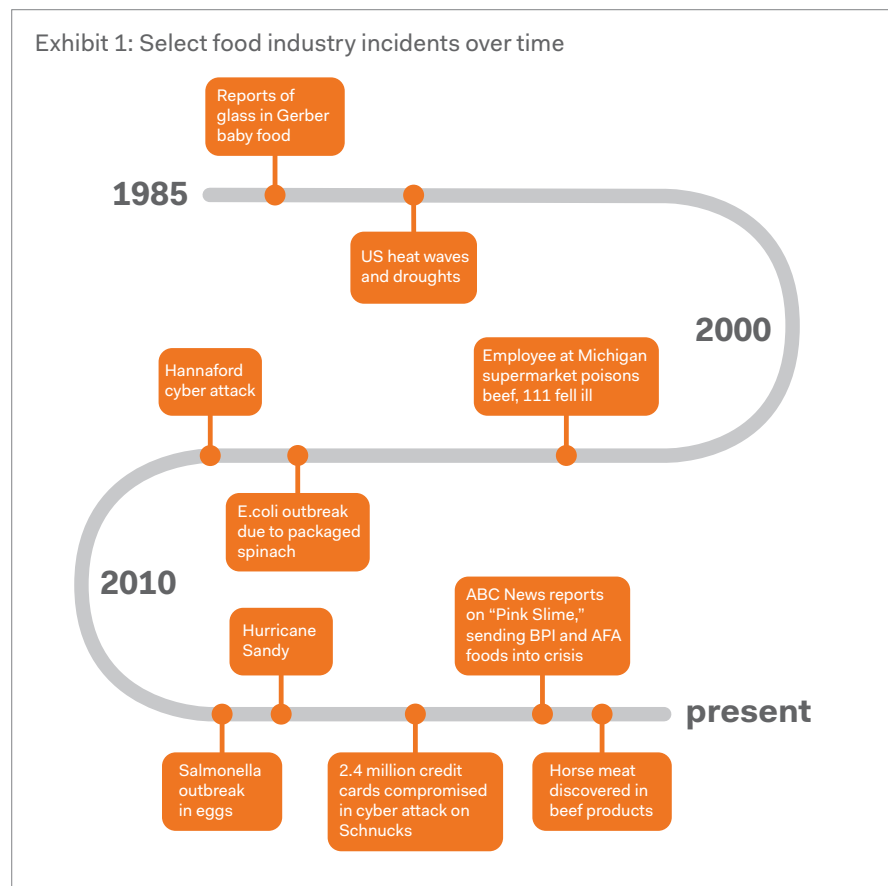 Exhibit 1: Select food industry incidents over time
Reports of
glass in Gerber
baby food
1985
US heat waves
and droughts
2000
Employee at Michigan
supermarket poisons
beef, 111 fell ill
Hannaford
cyber attack
E.coli outbreak
due to packaged
spinach
2010
ABC News reports
on “Pink Slime,”
sending BPI and AFA
foods into crisis
Hurricane
Sandy
present
Salmonella
outbreak
in eggs
2.4 million credit
cards compromised
in cyber attack on
Schnucks
Horse meat
discovered in
beef products